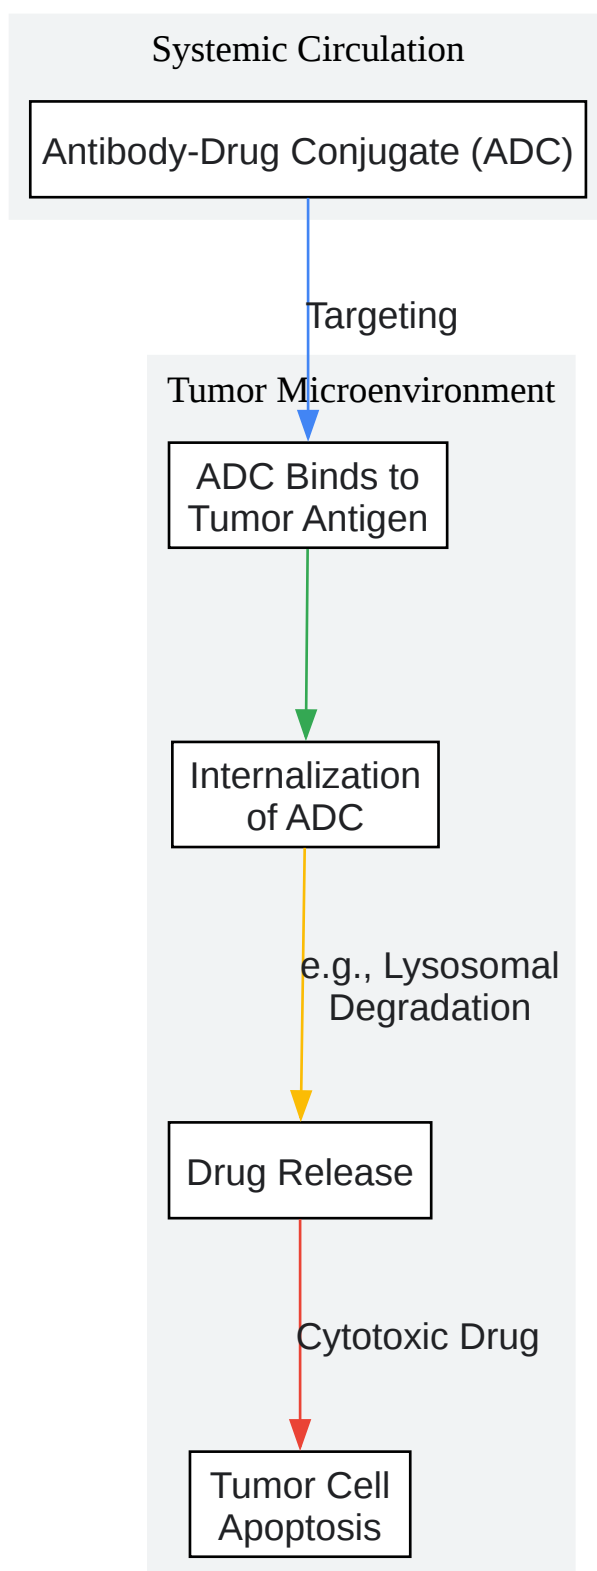 Systemic Circulation
Antibody-Drug Conjugate (ADC)
Targeting
Tumor Microenvironment
ADC Binds to
Tumor Antigen
Internalization
of ADC
e.g., Lysosomal
Degradation
Drug Release
Cytotoxic Drug
Tumor Cell
Apoptosis